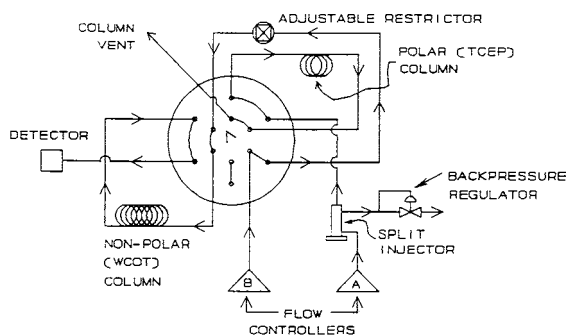 ADJUSTABLE RESTRICTOR
COLUMN
VENT
POLAR (TCEP)
COLUMN
DETECTOR
BACKPRESSURE
REGULATOR
SPLIT
INJECTOR
NON-POLAR
(WCOT)
COLUMN
B
A
FLOW
CONTROLLERS